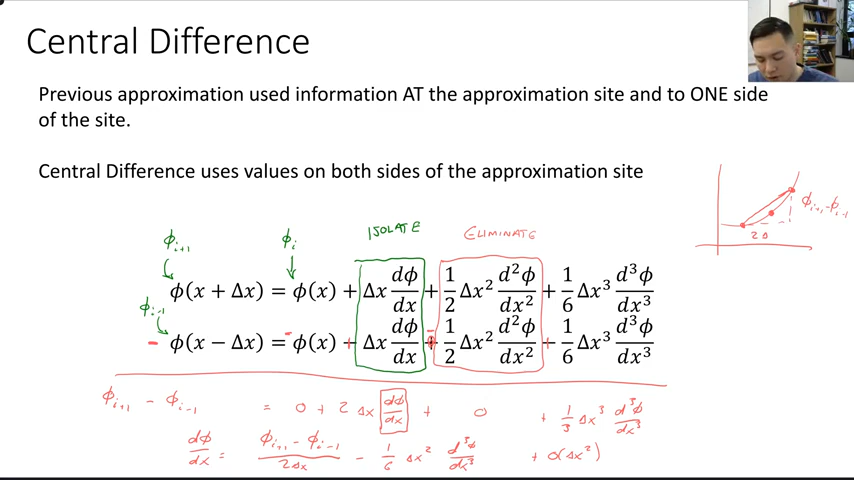 Central Difference
Previous approximation used information AT the approximation site and to ONE side
of the site.
Central Difference uses values on both sides of the approximation site
ϕᵢ₊₁ - ϕᵢ₋₁
2Δ
ISOLATE
ELIMINATE
ϕᵢ₊₁
ϕᵢ
ϕ(x + Δx) = ϕ(x) + Δx dϕ/dx + 1/2 Δx² d²ϕ/dx² + 1/6 Δx³ d³ϕ/dx³
ϕᵢ₋₁
- ϕ(x − Δx) = - ϕ(x) + Δx dϕ/dx - 1/2 Δx² d²ϕ/dx² + 1/6 Δx³ d³ϕ/dx³
ϕᵢ₊₁ - ϕᵢ₋₁ = 0 + 2 Δx dϕ/dx + 0 + 1/3 Δx³ d³ϕ/dx³
dϕ/dx = ϕᵢ₊₁ - ϕᵢ₋₁/2Δx - 1/6 Δx² d³ϕ/dx³ + O(Δx²)